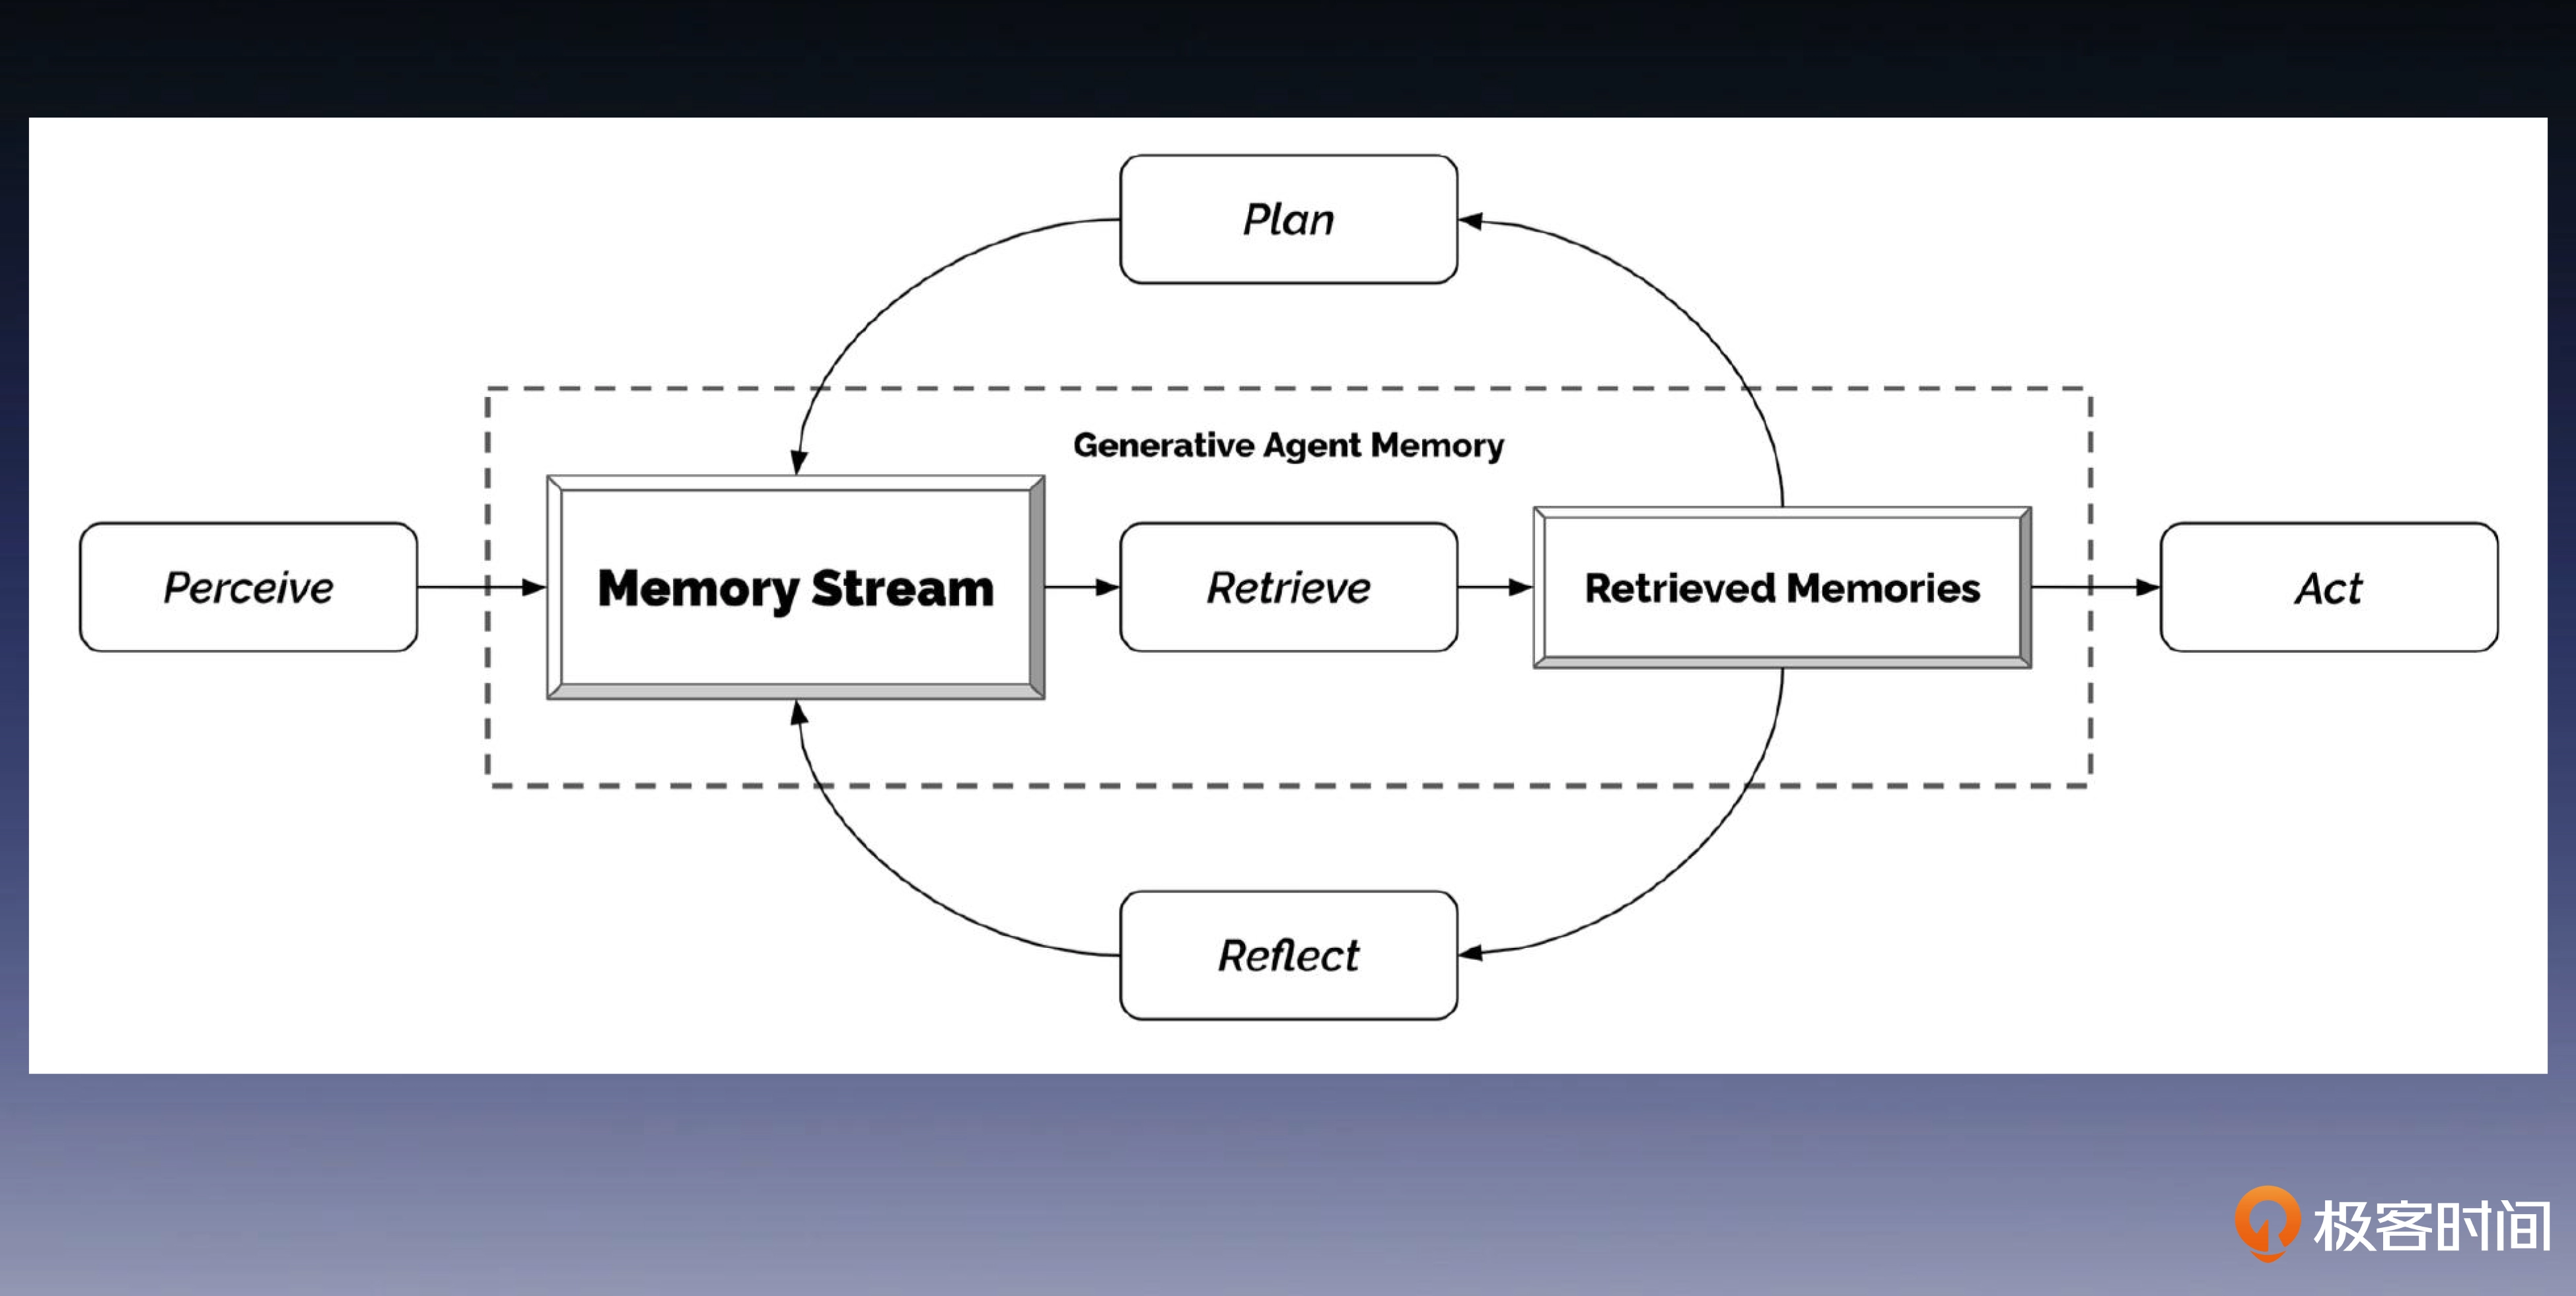 Plan
Generative Agent Memory
Perceive
Memory Stream
Retrieve
Retrieved Memories
Act
Reflect
极客时间